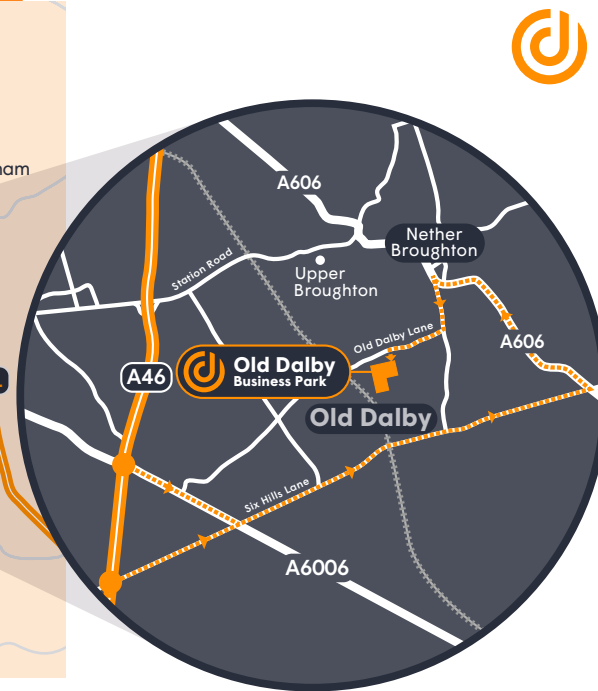 A606
Nether
Broughton
Station Road
Upper
Broughton
Old Dalby Lane
A606
A46
Old Dalby
Business Park
Old Dalby
Six Hills Lane
A6006